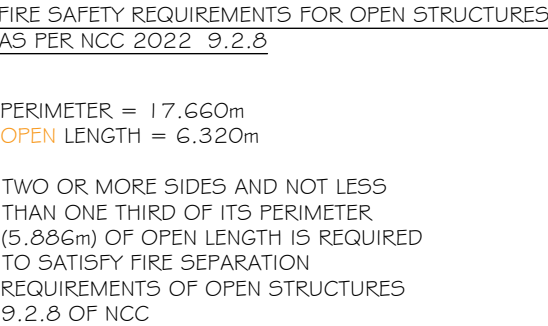 FIRE SAFETY REQUIREMENTS FOR OPEN STRUCTURES
AS PER NCC 2022 9.2.8
PERIMETER = 17.660m
OPEN LENGTH = 6.320m
TWO OR MORE SIDES AND NOT LESS
THAN ONE THIRD OF ITS PERIMETER
(5.886m) OF OPEN LENGTH IS REQUIRED
TO SATISFY FIRE SEPARATION
REQUIREMENTS OF OPEN STRUCTURES
9.2.8 OF NCC